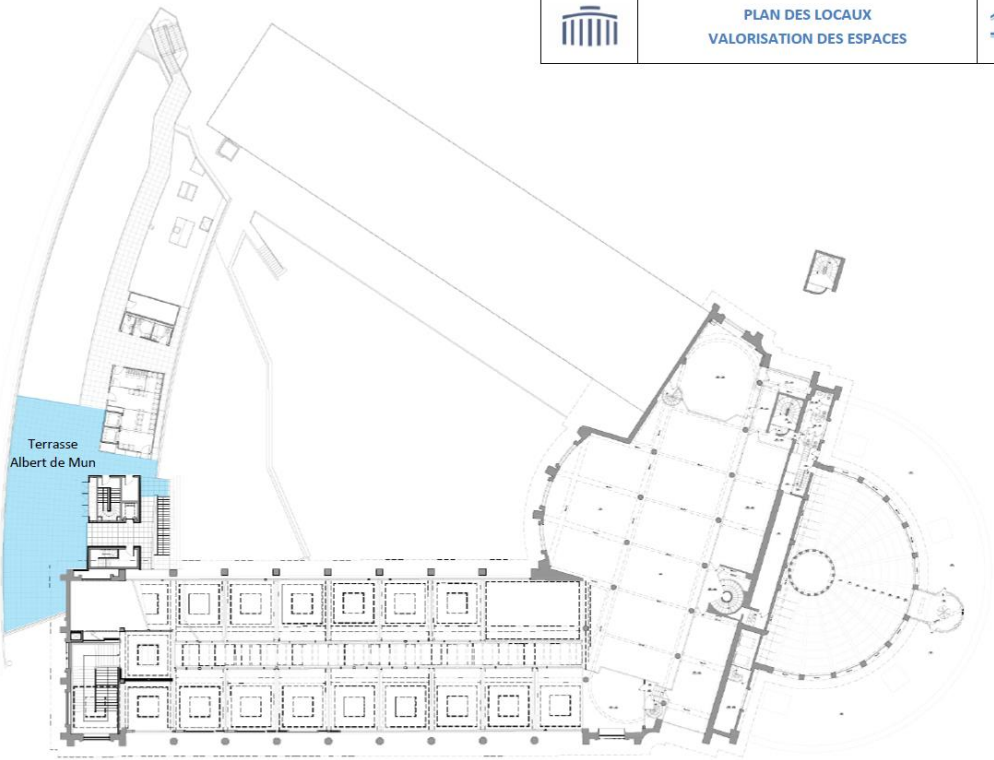 PLAN DES LOCAUX
VALORISATION DES ESPACES
Terrasse
Albert de Mun